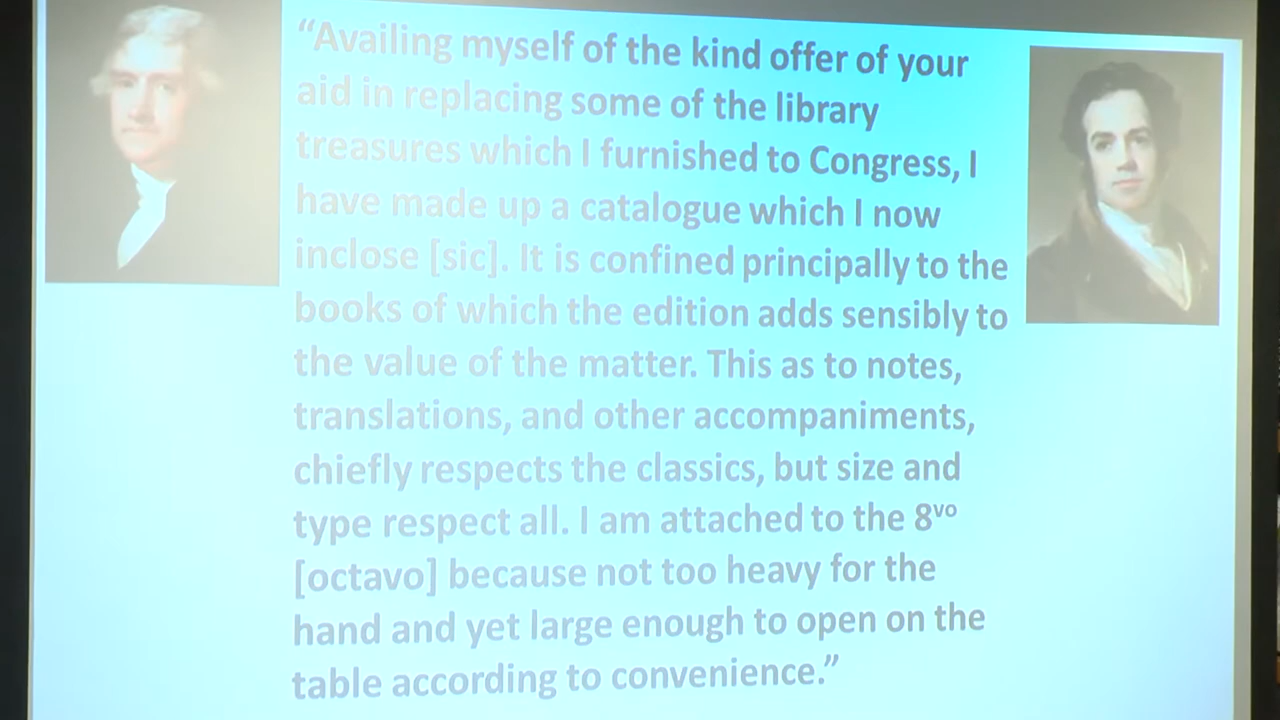 “Availing myself of the kind offer of your
aid in replacing some of the library
treasures which I furnished to Congress, I
have made up a catalogue which I now
inclose [sic]. It is confined principally to the
books of which the edition adds sensibly to
the value of the matter. This as to notes,
translations, and other accompaniments,
chiefly respects the classics, but size and
type respect all. I am attached to the 8ᵛᵒ
[octavo] because not too heavy for the
hand and yet large enough to open on the
table according to convenience.”